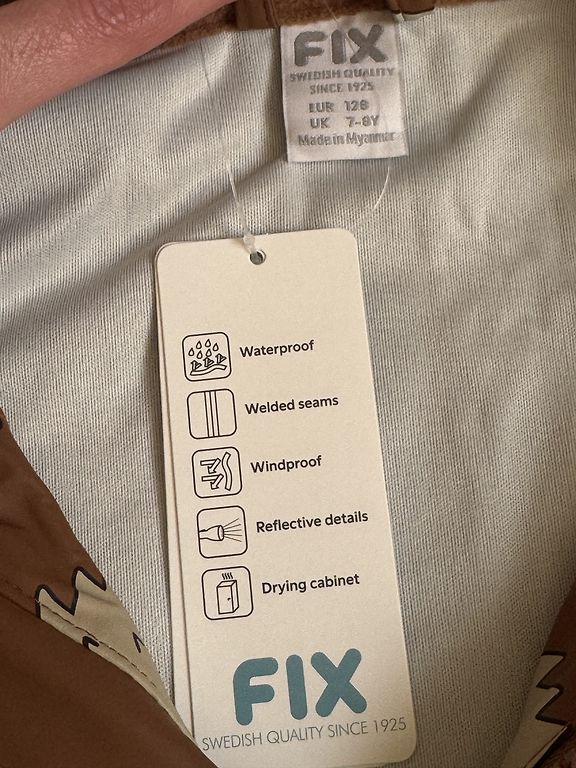 FIX
SWEDISH QUALITY
SINCE 1925
EUR 128
UK 7-8Y
Made in Myanmar
Waterproof
Welded seams
Windproof
Reflective details
Drying cabinet
FIX
SWEDISH QUALITY SINCE 1925